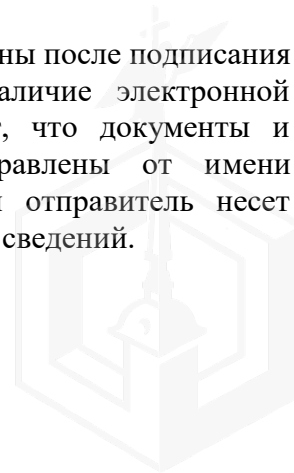 ны после подписания
аличие электронной
, что документы и
равлены от имени
отправитель несет
сведений.